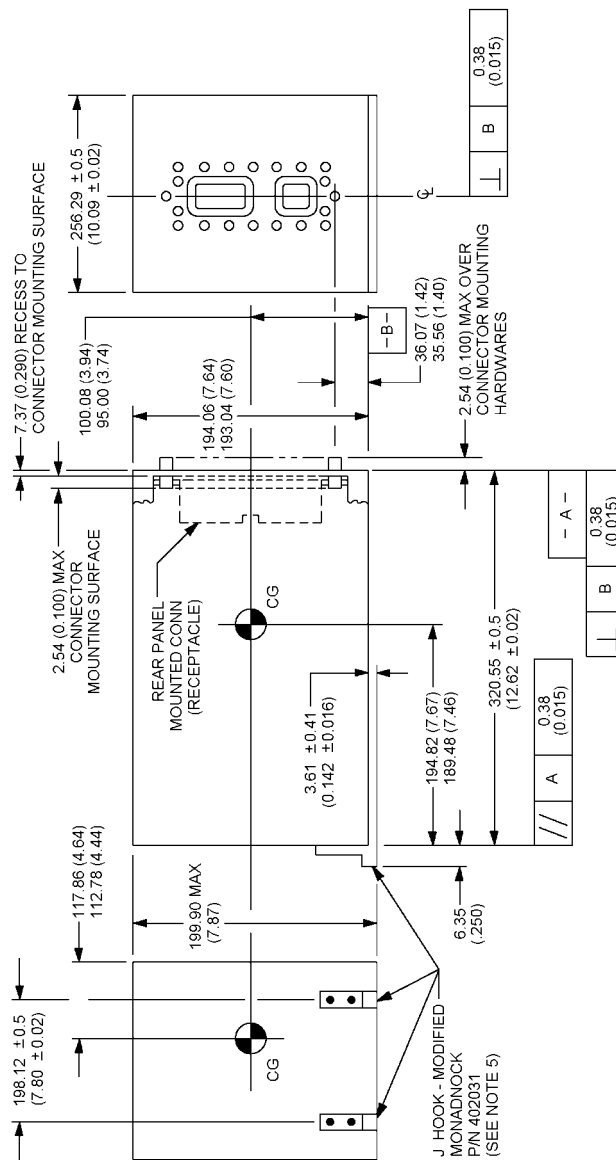 198.12 ±0.5
(7.80 ±0.02)
117.86 (4.64)
112.78 (4.44)
CG
199.90 MAX
(7.87)
J HOOK - MODIFIED
MONADNOCK
P/N 402031
(SEE NOTE 5)
6.35
(.250)
2.54 (0.100) MAX
CONNECTOR
MOUNTING SURFACE
REAR PANEL
MOUNTED CONN
(RECEPTACLE)
CG
3.61 ±0.41
(0.142 ±0.016)
194.82 (7.67)
189.48 (7.46)
320.55 ±0.5
(12.62 ±0.02)
// A 0.38
(0.015)
- A -
⊥ B 0.38
(0.015)
7.37 (0.290) RECESS TO
CONNECTOR MOUNTING SURFACE
100.08 (3.94)
95.00 (3.74)
194.06 (7.64)
193.04 (7.60)
-B-
36.07 (1.42)
35.56 (1.40)
2.54 (0.100) MAX OVER
CONNECTOR MOUNTING
HARDWARES
256.29 ±0.5
(10.09 ±0.02)
CL
⊥ B 0.38
(0.015)